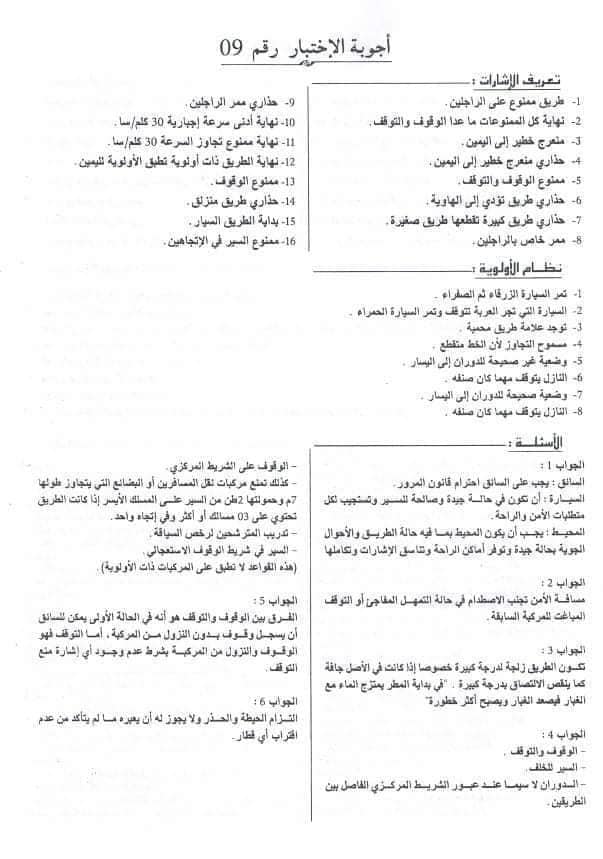 أجوبة الإختبار رقم 09
تعريف الإشارات :
1- طريق ممنوع على الراجلين.
2- نهاية كل الممنوعات ما عدا الوقوف والتوقف.
3- منعرج خطير إلى اليمين.
4- حذاري منعرج خطير إلى اليمين.
5- ممنوع الوقوف والتوقف.
6- حذاري طريق تؤدي إلى الهاوية.
7- حذاري طريق كبيرة تقطعها طريق صغيرة.
8- ممر خاص بالراجلين.
9- حذاري ممر الراجلين.
10- نهاية أدنى سرعة إجبارية 30 كلم/سا.
11- نهاية ممنوع تجاوز السرعة 30 كلم/سا.
12- نهاية الطريق ذات أولوية تطبق الأولوية لليمين.
13- ممنوع الوقوف.
14- حذاري طريق منزلق.
15- بداية الطريق السيار.
16- ممنوع السير في الإتجاهين.
نظام الأولوية :
1- تمر السيارة الزرقاء ثم الصفراء .
2- السيارة التي تجر العربة تتوقف وتمر السيارة الحمراء .
3- توجد علامة طريق محمية .
4- مسموح التجاوز لأن الخط متقطع .
5- وضعية غير صحيحة للدوران إلى اليسار .
6- النازل يتوقف مهما كان صنفه .
7- وضعية صحيحة للدوران إلى اليسار .
8- النازل يتوقف مهما كان صنفه .
الأسئلة :
الجواب 1 :
السائق : يجب على السائق احترام قانون المرور.
السيارة : أن تكون في حالة جيدة وصالحة للسير وتستجيب لكل
متطلبات الأمن والراحة.
المحيط : يجب أن يكون المحيط بما فيه حالة الطريق والأحوال
الجوية بحالة جيدة وتوفر أماكن الراحة وتناسق الإشارات وتكاملها
الجواب 2 :
مسافة الأمن تجنب الاصطدام في حالة التمهل المفاجئ أو التوقف
المباغت للمركبة السابقة.
الجواب 3 :
تكون الطريق زلجة لدرجة كبيرة خصوصا إذا كانت في الأصل جافة
كما ينقص الالتصاق بدرجة كبيرة . "في بداية المطر يمتزج الماء مع
الغبار فيصعد الغبار ويصبح أكثر خطورة"
الجواب 4 :
– الوقوف والتوقف .
– السير للخلف.
– الدوران لا سيما عند عبور الشريط المركزي الفاصل بين
الطريقين.
– الوقوف على الشريط المركزي.
– كذلك تمنع مركبات نقل المسافرين أو البضائع التي يتجاوز طولها
7م وحمولتها 2طن من السير على المسلك الأيسر إذا كانت الطريق
تحتوي على 03 مسالك أو أكثر وفي إتجاه واحد.
– تدريب المترشحين لرخص السياقة.
– السير في شريط الوقوف الاستعجالي.
(هذه القواعد لا تطبق على المركبات ذات الأولوية).
الجواب 5 :
الفرق بين الوقوف والتوقف هو أنه في الحالة الأولى يمكن للسائق
أن يسجل وقوف بدون النزول من المركبة ، أما التوقف فهو
الوقوف والنزول من المركبة بشرط عدم وجود أي إشارة منع
التوقف.
الجواب 6 :
التزام الحيطة والحذر ولا يجوز له أن يعبره ما لم يتأكد من عدم
اقتراب أي قطار.